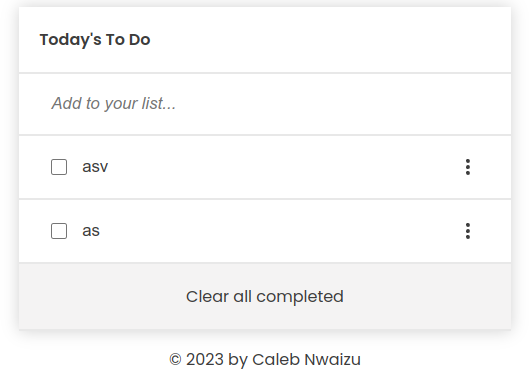 Today's To Do
Add to your list...
asv
as
Clear all completed
© 2023 by Caleb Nwaizu